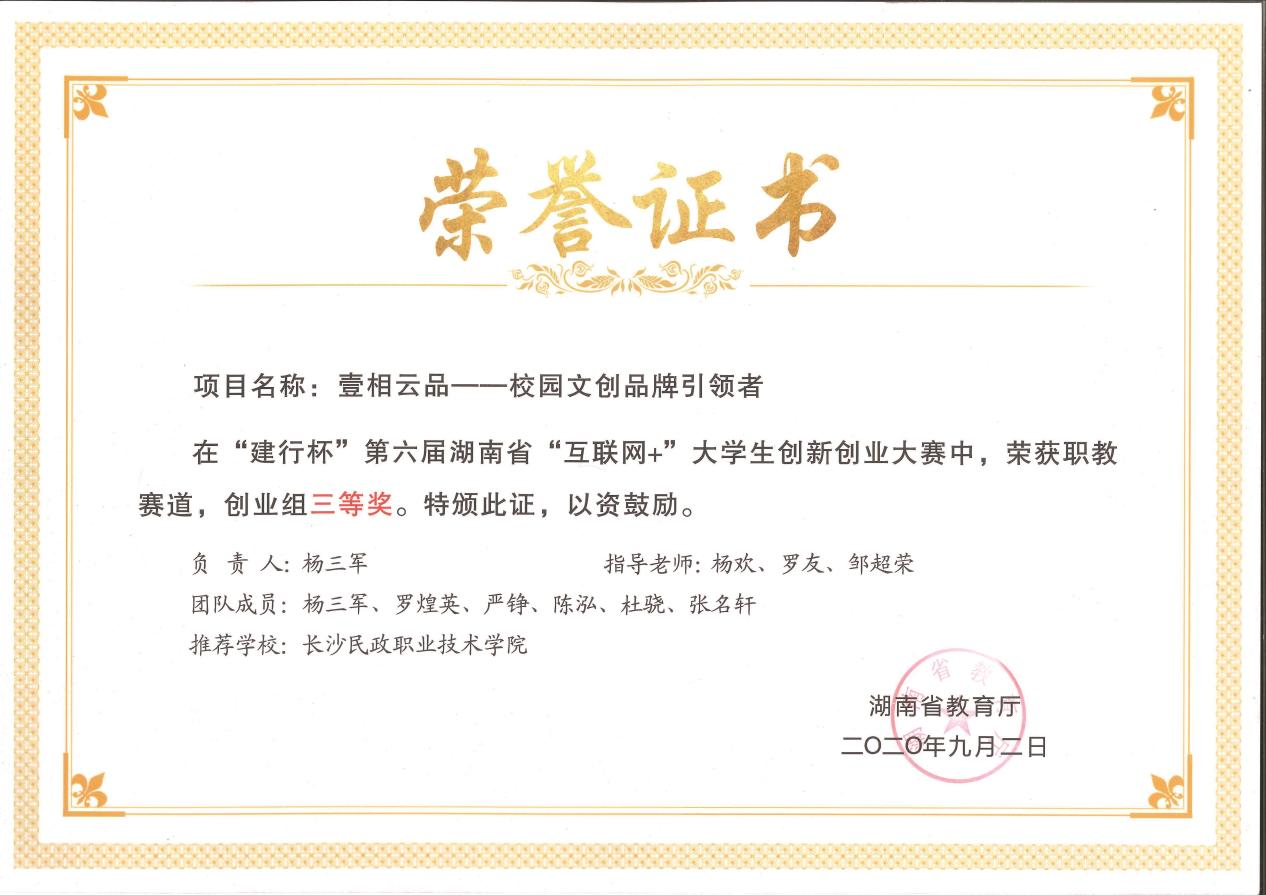 荣誉证书
项目名称：壹相云品——校园文创品牌引领者
在“建行杯”第六届湖南省“互联网+”大学生创新创业大赛中，荣获职教
赛道，创业组三等奖。特颁此证，以资鼓励。
负 责 人：杨三军 指导老师：杨欢、罗友、邹超荣
团队成员：杨三军、罗煌英、严铮、陈泓、杜骁、张名轩
推荐学校：长沙民政职业技术学院
湖南省教育厅
湖南省教育厅
二〇二〇年九月二日